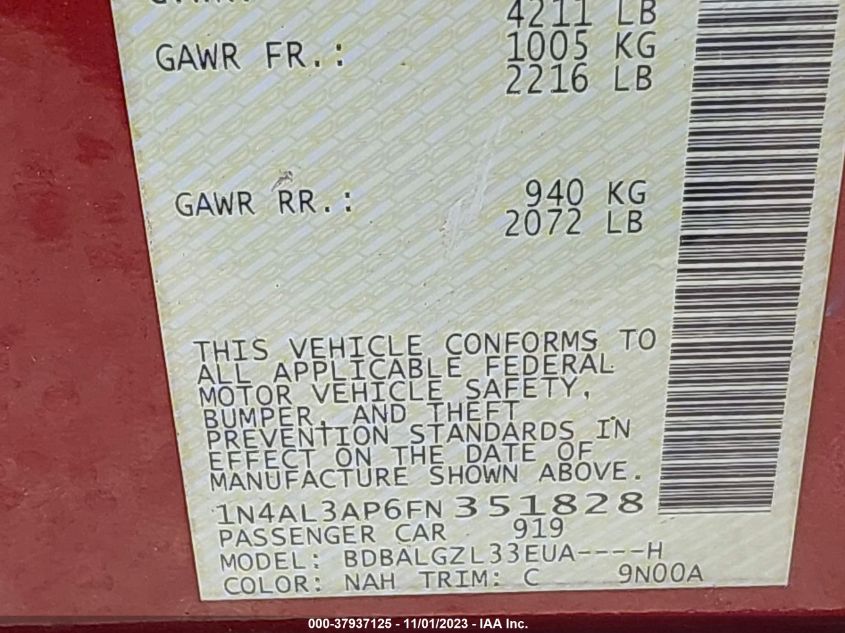 4211 LB
GAWR FR.: 1005 KG
2216 LB
GAWR RR.: 940 KG
2072 LB
THIS VEHICLE CONFORMS TO
ALL APPLICABLE FEDERAL
MOTOR VEHICLE SAFETY,
BUMPER, AND THEFT
PREVENTION STANDARDS IN
EFFECT ON THE DATE OF
MANUFACTURE SHOWN ABOVE.
1N4AL3AP6FN351828
PASSENGER CAR 919
MODEL: BDBALGZL33EUA----H
COLOR: NAH TRIM: C 9N00A
000-37937125 - 11/01/2023 - IAA Inc.